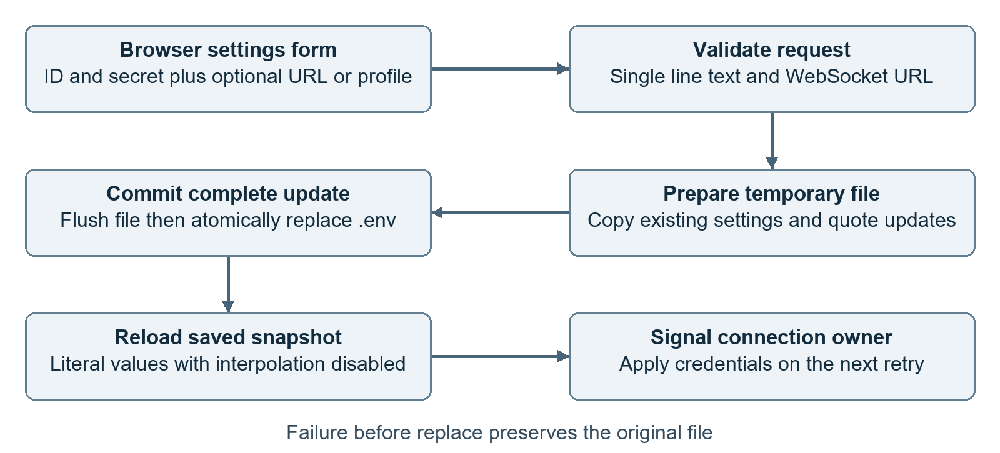 Browser settings form
ID and secret plus optional URL or profile
Validate request
Single line text and WebSocket URL
Prepare temporary file
Copy existing settings and quote updates
Commit complete update
Flush file then atomically replace .env
Reload saved snapshot
Literal values with interpolation disabled
Signal connection owner
Apply credentials on the next retry
Failure before replace preserves the original file